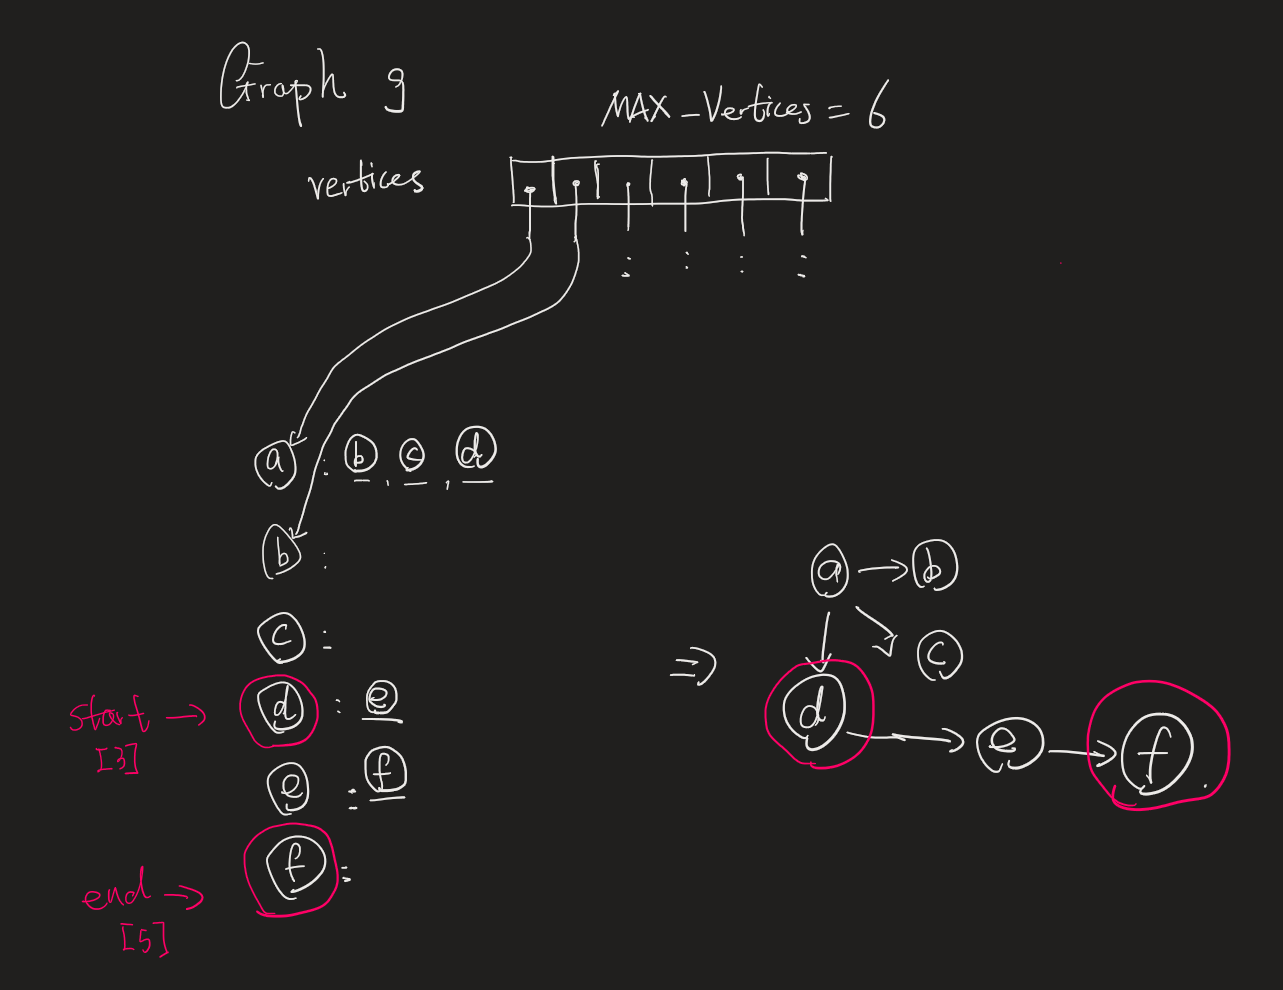 Graph g
MAX_Vertices = 6
vertices
a : b , c , d
b :
c :
start → d : e
[3]
e : f
end → f :
[5]
⇒
a → b
c
d → e → f